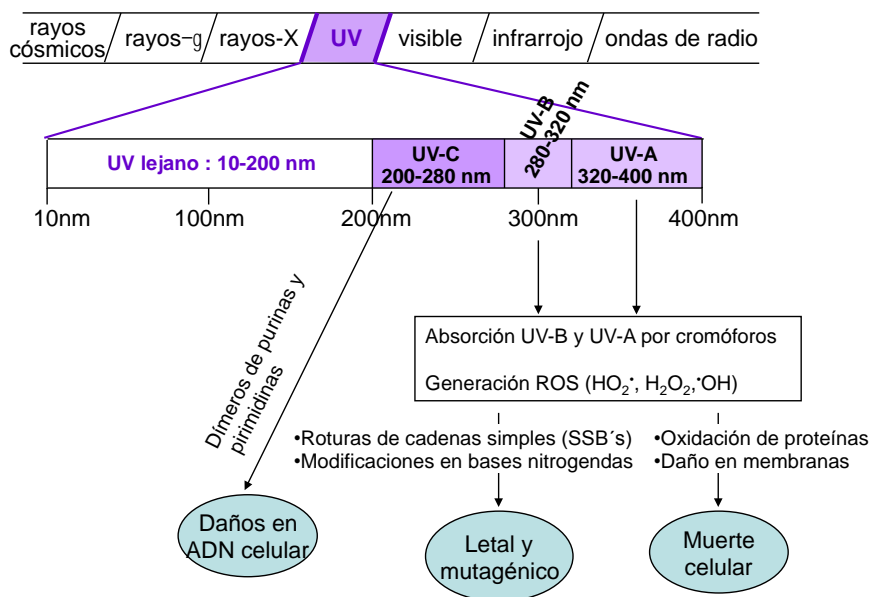 rayos cósmicos
rayos-g
rayos-X
UV
visible
infrarrojo
ondas de radio
UV lejano : 10-200 nm
UV-C
200-280 nm
UV-B
280-320 nm
UV-A
320-400 nm
10nm
100nm
200nm
300nm
400nm
Dímeros de purinas y
pirimidinas
Absorción UV-B y UV-A por cromóforos
Generación ROS (HO₂˙, H₂O₂,˙OH)
•Roturas de cadenas simples (SSB´s)
•Modificaciones en bases nitrogendas
•Oxidación de proteínas
•Daño en membranas
Daños en
ADN celular
Letal y
mutagénico
Muerte
celular